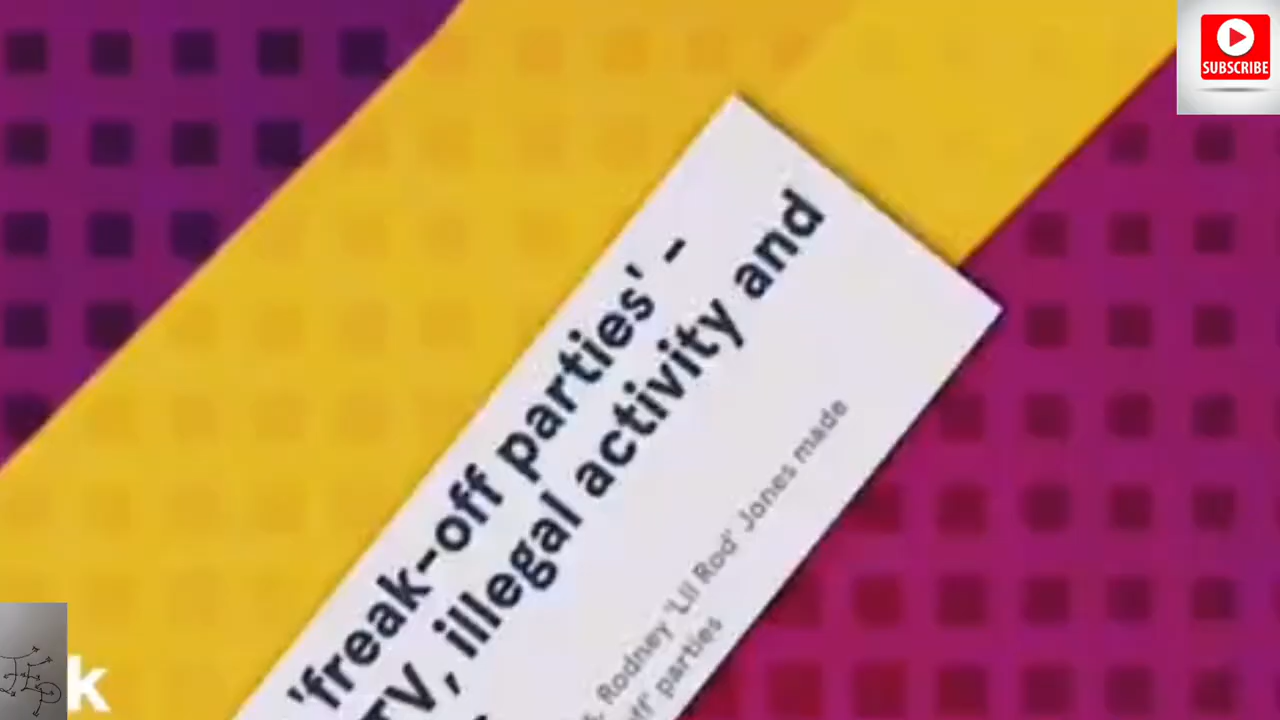 SUBSCRIBE
'freak-off parties' -
TV, illegal activity and
Rodney 'Lil Rod' Jones made
parties
k